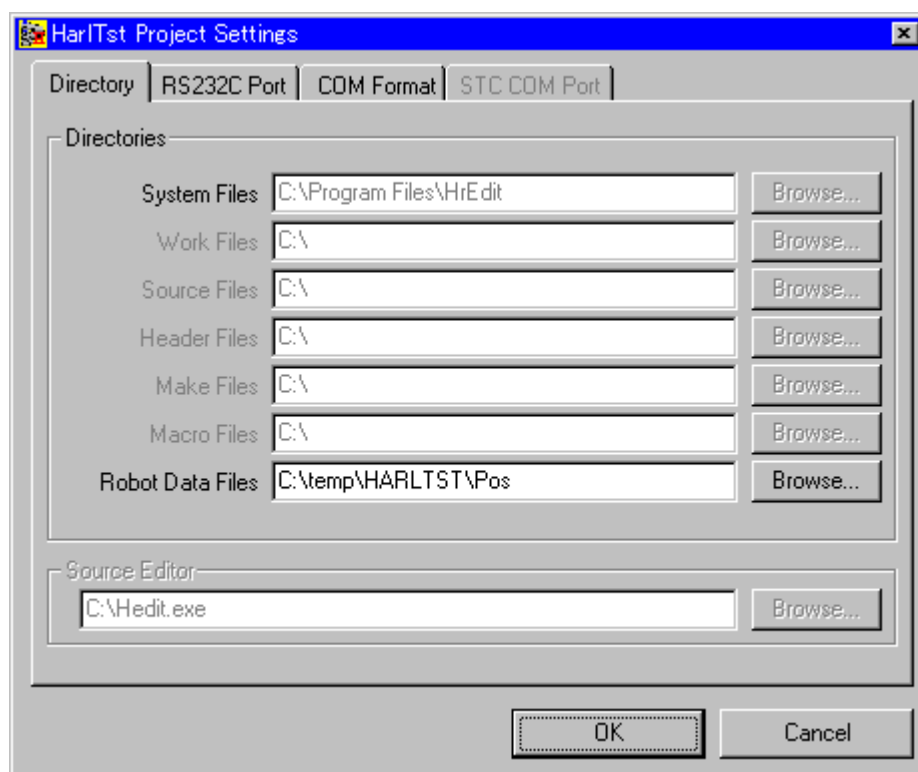 HarlTst Project Settings
Directory RS232C Port COM Format STC COM Port
Directories
System Files C:\Program Files\HrEdit Browse...
Work Files C:\ Browse...
Source Files C:\ Browse...
Header Files C:\ Browse...
Make Files C:\ Browse...
Macro Files C:\ Browse...
Robot Data Files C:\temp\HARLTST\Pos Browse...
Source Editor
C:\Hedit.exe Browse...
OK Cancel